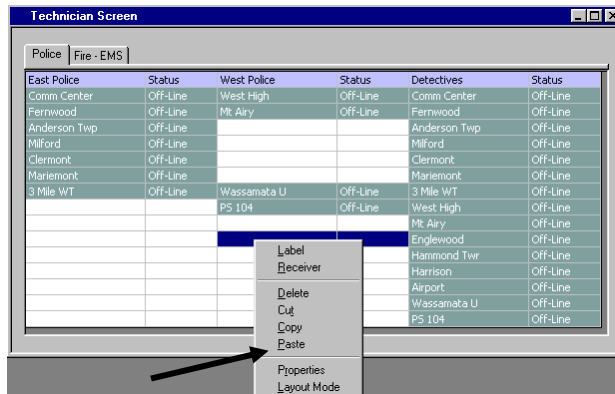 Technician Screen
Police Fire - EMS
East Police Status West Police Status Detectives Status
Comm Center Off-Line West High Off-Line Comm Center Off-Line
Fernwood Off-Line Mt Airy Off-Line Fernwood Off-Line
Anderson Twp Off-Line Anderson Twp Off-Line
Milford Off-Line Milford Off-Line
Clermont Off-Line Clermont Off-Line
Mariemont Off-Line Mariemont Off-Line
3 Mile WT Off-Line Wassamata U Off-Line 3 Mile WT Off-Line
PS 104 Off-Line West High Off-Line
Mt Airy Off-Line
Englewood Off-Line
Label
Hammond Twr Off-Line
Receiver
Harrison Off-Line
Airport Off-Line
Delete
Wassamata U Off-Line
Cut
PS 104 Off-Line
Copy
Paste
Properties
Layout Mode